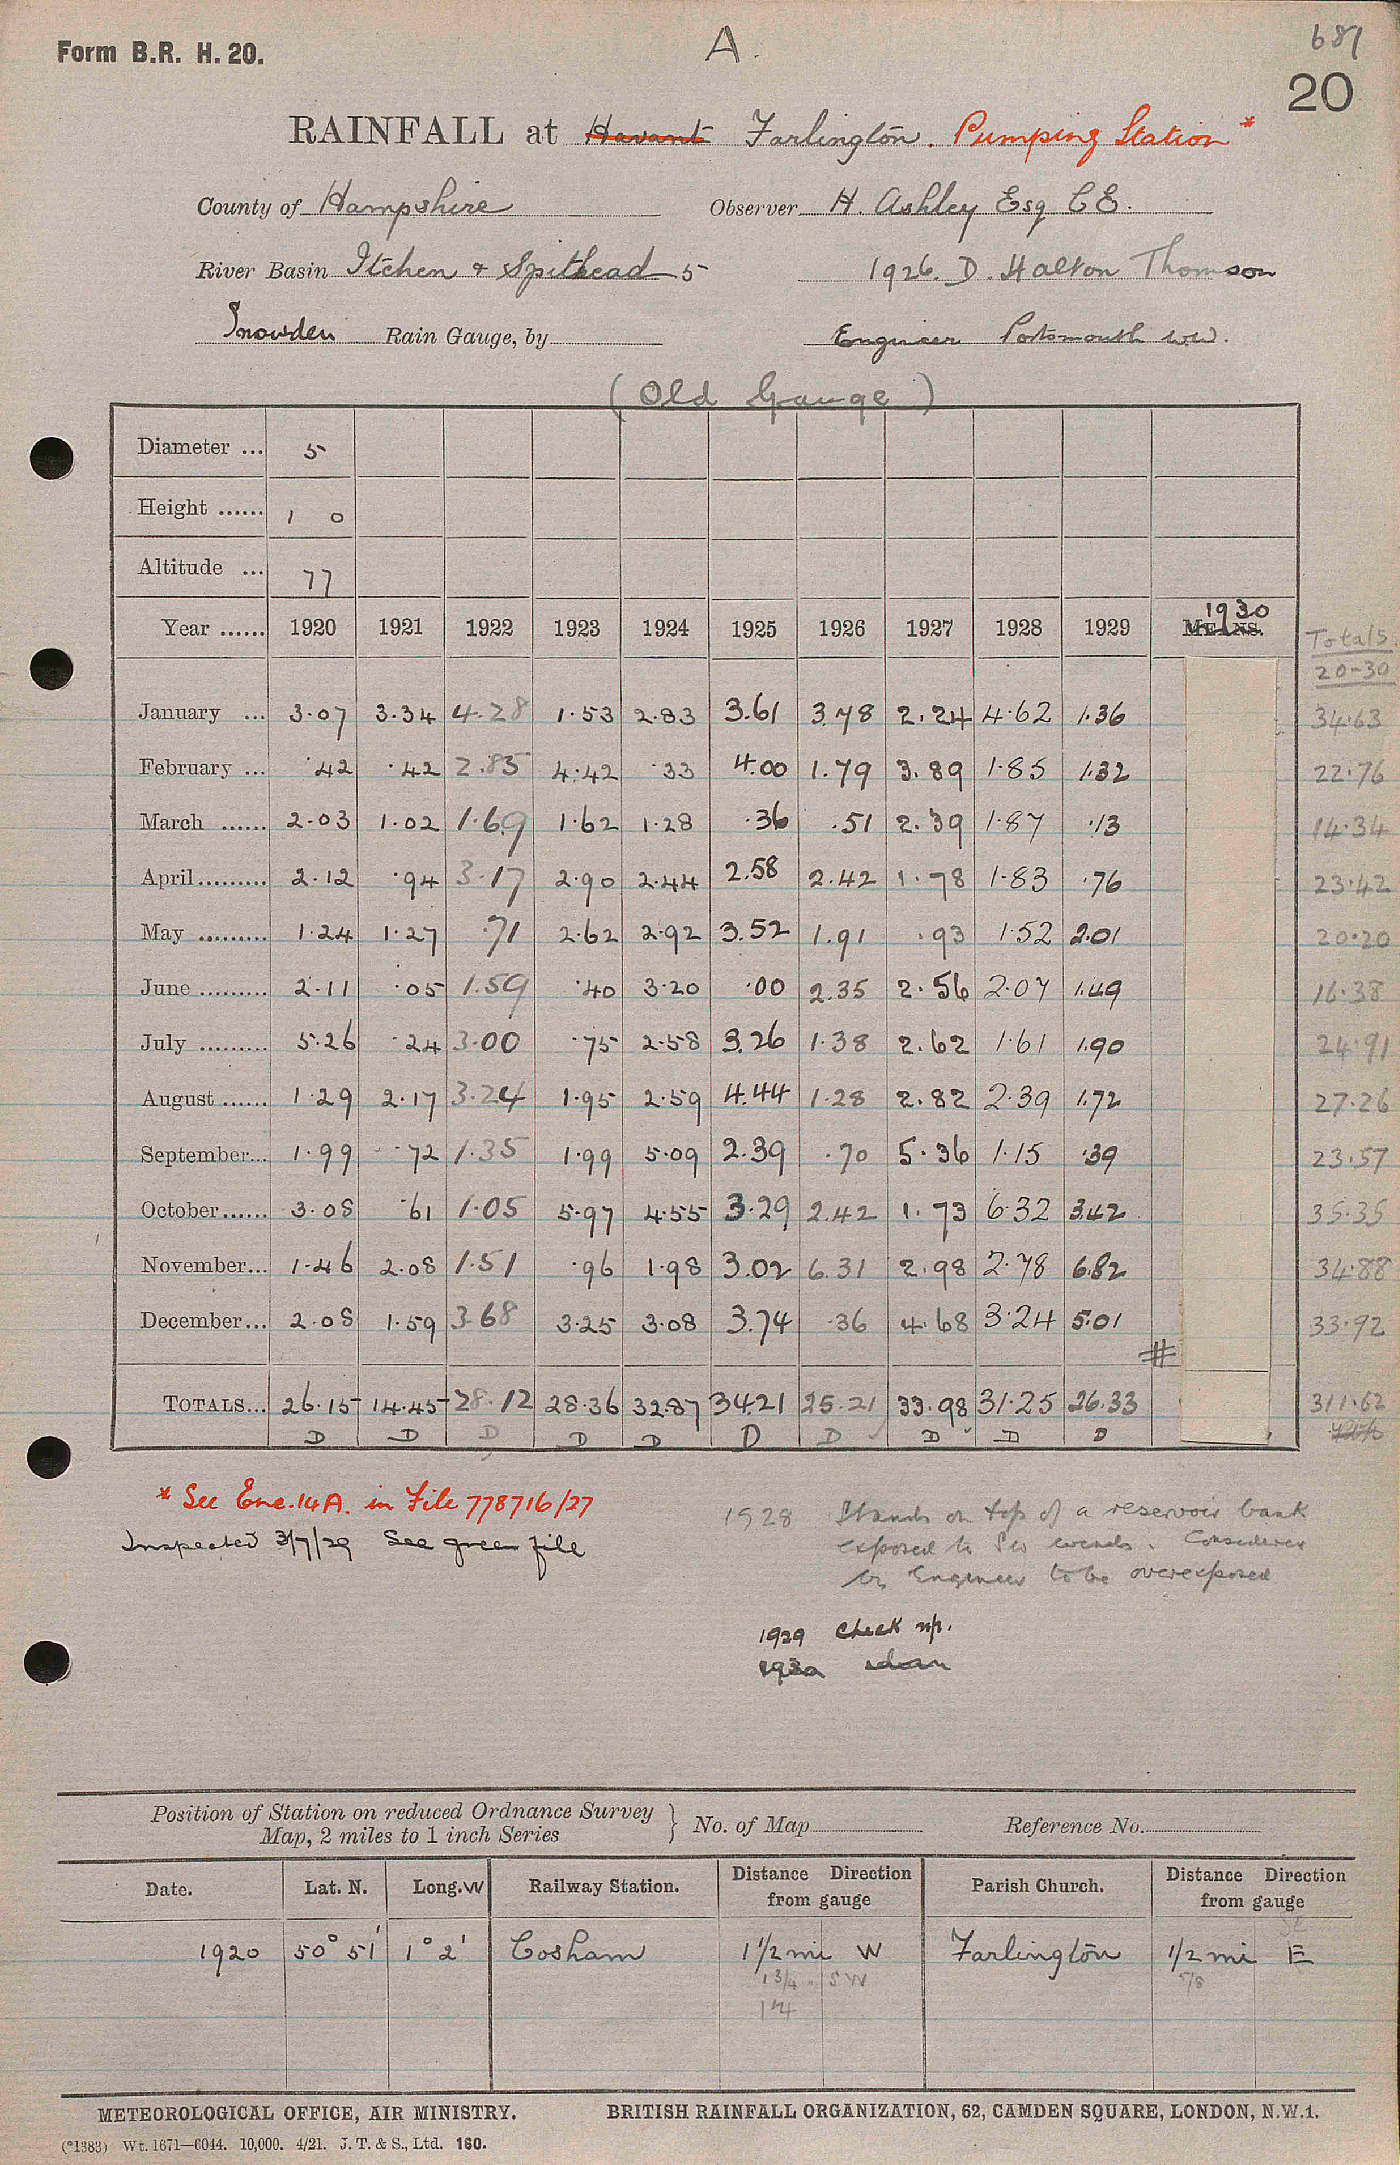 Form B.R. H. 20.
A.
687
20
RAINFALL at Havant Farlington. Pumping Station *
County of Hampshire Observer H. Ashley Esq C.E.
River Basin Itchen & Spithead 5 1926. D. Halton Thomson
Snowden Rain Gauge, by Engineer Portsmouth W.W.
(Old Gauge)
Diameter ... 5
Height ...... 1 0
Altitude ... 77
Year ...... 1920 1921 1922 1923 1924 1925 1926 1927 1928 1929 MEANS. 1930 Totals 20-30
January ... 3.07 3.34 4.28 1.53 2.83 3.61 3.78 2.24 4.62 1.36 34.63
February ... .42 .42 2.85 4.42 .33 4.00 1.79 3.89 1.85 1.32 22.76
March ...... 2.03 1.02 1.69 1.62 1.28 .36 .51 2.39 1.87 .13 14.34
April ......... 2.12 .94 3.17 2.90 2.44 2.58 2.42 1.78 1.83 .76 23.42
May ......... 1.24 1.27 .71 2.62 2.92 3.52 1.91 .93 1.52 2.01 20.20
June ......... 2.11 .05 1.59 .40 3.20 .00 2.35 2.56 2.07 1.49 16.38
July ......... 5.26 .24 3.00 .75 2.58 3.26 1.38 2.62 1.61 1.90 24.91
August ...... 1.29 2.17 3.24 1.95 2.59 4.44 1.28 2.82 2.39 1.72 27.26
September... 1.99 .72 1.35 1.99 5.09 2.39 .70 5.36 1.15 .39 23.57
October...... 3.08 .61 1.05 5.97 4.55 3.29 2.42 1.73 6.32 3.42 35.35
November... 1.46 2.08 1.51 .96 1.98 3.02 6.31 2.98 2.78 6.82 34.88
December... 2.08 1.59 3.68 3.25 3.08 3.74 .36 4.68 3.24 5.01 33.92
#
TOTALS... 26.15 14.45 28.12 28.36 32.87 34.21 25.21 33.98 31.25 26.33 311.62
D D D D D D D D D D
* See Enc. 14A. in File 778716/27
Inspected 3/7/29 See green file
1928 Stands on top of a reservoir bank
exposed to SW winds. Considered
by Engineer to be overexposed
1929 Check up.
1930
Position of Station on reduced Ordnance Survey
Map, 2 miles to 1 inch Series } No. of Map Reference No.
Date. Lat. N. Long. W Railway Station. Distance Direction from gauge Parish Church. Distance Direction from gauge
1920 50° 51' 1° 2' Cosham 1 1/2 mi W Farlington 1/2 mi E
1 3/4 SW 5/8
METEOROLOGICAL OFFICE, AIR MINISTRY. BRITISH RAINFALL ORGANIZATION, 62, CAMDEN SQUARE, LONDON, N.W.1.
(*1383) Wt. 1671—6044. 10,000. 4/21. J. T. & S., Ltd. 160.